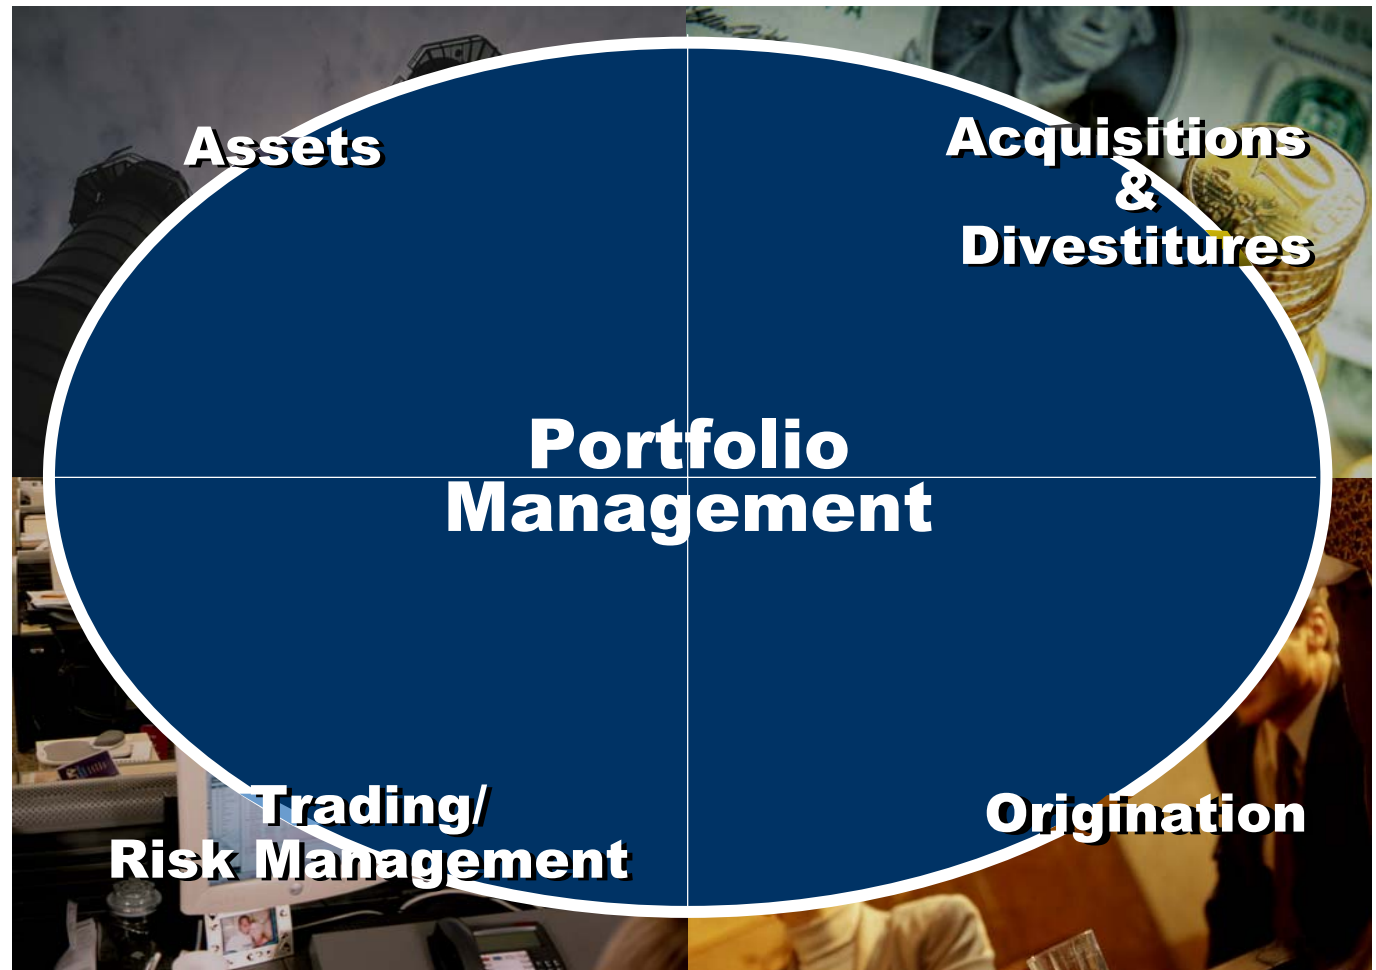 Assets
Acquisitions
&
Divestitures
Portfolio
Management
Trading/
Risk Management
Origination